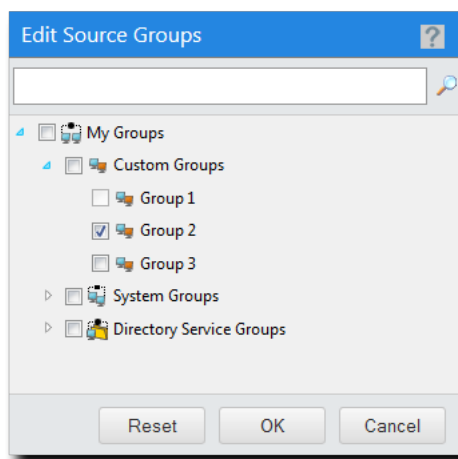 Edit Source Groups ?
My Groups
Custom Groups
Group 1
Group 2
Group 3
System Groups
Directory Service Groups
Reset OK Cancel